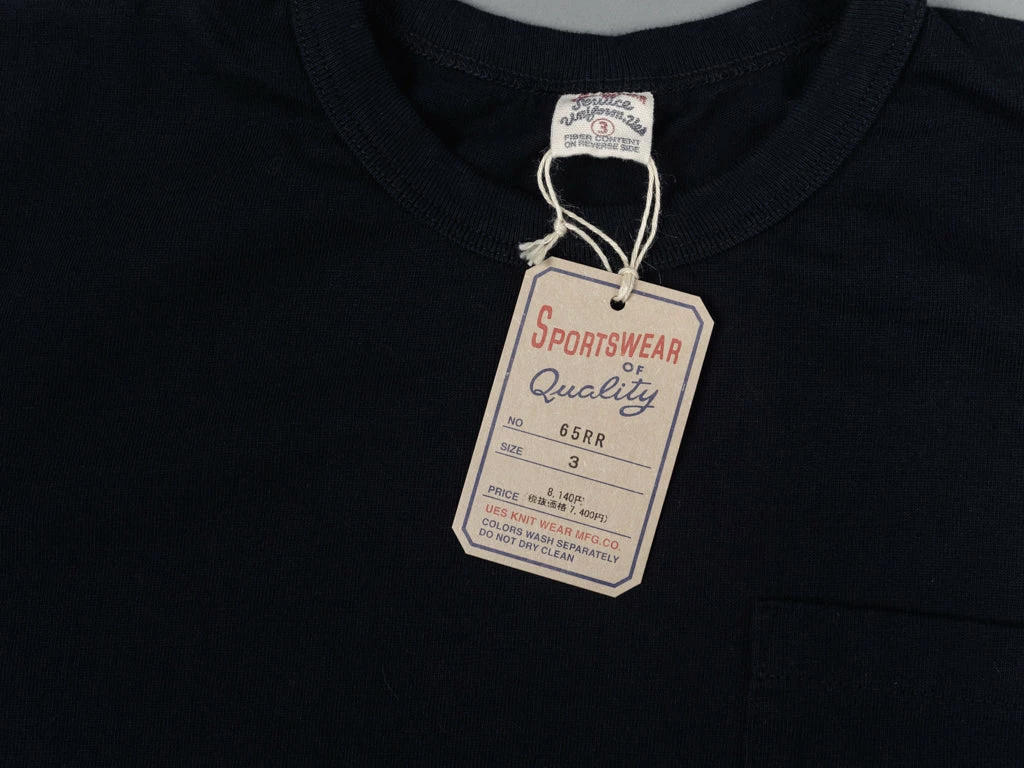 Service
Uniform.Ues
3
FIBER CONTENT
ON REVERSE SIDE
SPORTSWEAR
OF
Quality
NO 65RR
SIZE 3
PRICE 8,140円
(税抜価格 7,400円)
UES KNIT WEAR MFG.CO.
COLORS WASH SEPARATELY
DO NOT DRY CLEAN